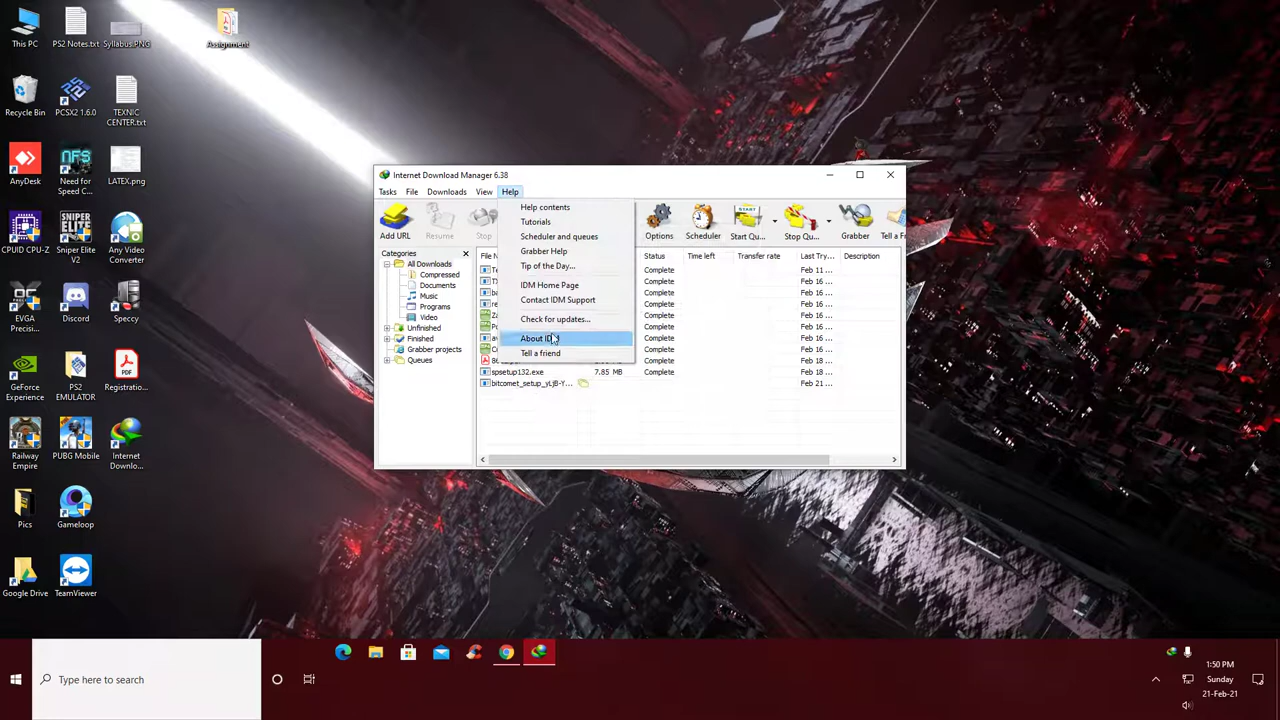 This PC
PS2 Notes.txt
Syllabus.PNG
Assignment
Recycle Bin
PCSX2 1.6.0
TEXNIC
CENTER.txt
AnyDesk
Need for
Speed C...
LATEX.png
CPUID CPU-Z
Sniper Elite
V2
Any Video
Converter
EVGA
Precisi...
Discord
Speccy
GeForce
Experience
PS2
EMULATOR
Registratio...
Railway
Empire
PUBG Mobile
Internet
Downlo...
Pics
Gameloop
Google Drive
TeamViewer
Internet Download Manager 6.38
Tasks File Downloads View Help
Add URL
Resume
Stop
Options
Scheduler
Start Qu...
Stop Qu...
Grabber
Tell a Fr
Help contents
Tutorials
Scheduler and queues
Grabber Help
Tip of the Day...
IDM Home Page
Contact IDM Support
Check for updates...
About
Tell a friend
Categories
All Downloads
Compressed
Documents
Music
Programs
Video
Unfinished
Finished
Grabber projects
Queues
File N
Status
Time left
Transfer rate
Last Try...
Description
Complete Feb 11 ...
Complete Feb 16 ...
Complete Feb 16 ...
Complete Feb 16 ...
Complete Feb 16 ...
Complete Feb 16 ...
Complete Feb 18 ...
Complete Feb 18 ...
Complete Feb 18 ...
spsetup132.exe 7.85 MB Complete Feb 18 ...
Feb 21 ...
Type here to search
1:50 PM
Sunday
21-Feb-21